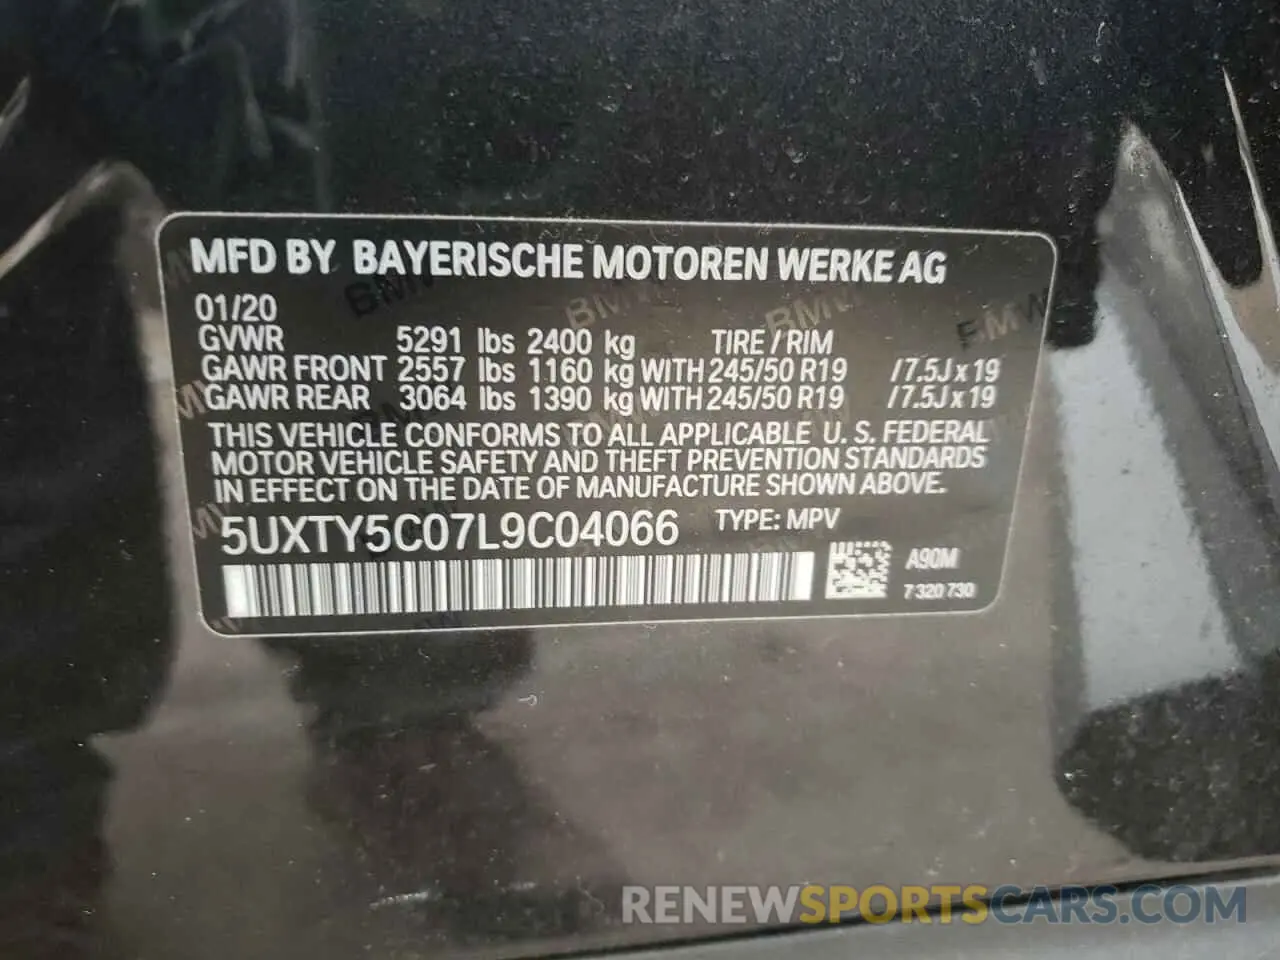 MFD BY BAYERISCHE MOTOREN WERKE AG
01/20
GVWR 5291 lbs 2400 kg TIRE / RIM
GAWR FRONT 2557 lbs 1160 kg WITH 245/50 R19 / 7.5J x 19
GAWR REAR 3064 lbs 1390 kg WITH 245/50 R19 / 7.5J x 19
THIS VEHICLE CONFORMS TO ALL APPLICABLE U. S. FEDERAL
MOTOR VEHICLE SAFETY AND THEFT PREVENTION STANDARDS
IN EFFECT ON THE DATE OF MANUFACTURE SHOWN ABOVE.
5UXTY5C07L9C04066 TYPE: MPV
A90M
7 320 730
RENEWSPORTSCARS.COM